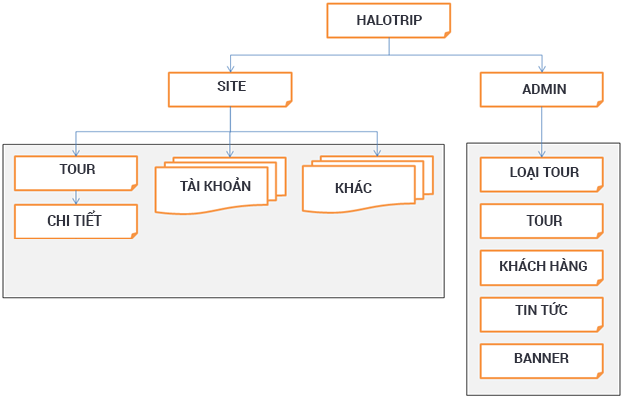 HALOTRIP
SITE
ADMIN
TOUR
TÀI KHOẢN
KHÁC
CHI TIẾT
LOẠI TOUR
TOUR
KHÁCH HÀNG
TIN TỨC
BANNER